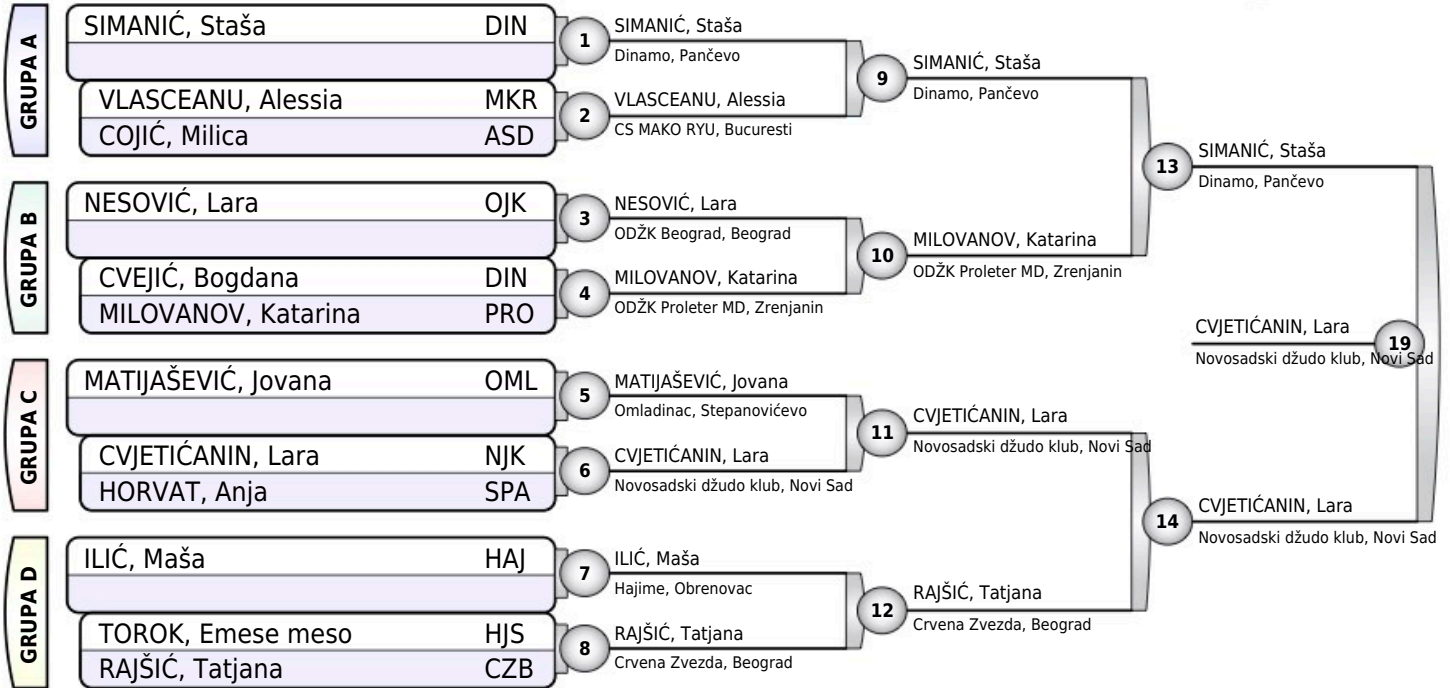 GRUPA A
SIMANIĆ, Staša DIN
VLASCEANU, Alessia MKR
COJIĆ, Milica ASD
GRUPA B
NESOVIĆ, Lara OJK
CVEJIĆ, Bogdana DIN
MILOVANOV, Katarina PRO
GRUPA C
MATIJAŠEVIĆ, Jovana OML
CVJETIĆANIN, Lara NJK
HORVAT, Anja SPA
GRUPA D
ILIĆ, Maša HAJ
TOROK, Emese meso HJS
RAJŠIĆ, Tatjana CZB
1
SIMANIĆ, Staša
Dinamo, Pančevo
2
VLASCEANU, Alessia
CS MAKO RYU, Bucuresti
3
NESOVIĆ, Lara
ODŽK Beograd, Beograd
4
MILOVANOV, Katarina
ODŽK Proleter MD, Zrenjanin
5
MATIJAŠEVIĆ, Jovana
Omladinac, Stepanovićevo
6
CVJETIĆANIN, Lara
Novosadski džudo klub, Novi Sad
7
ILIĆ, Maša
Hajime, Obrenovac
8
RAJŠIĆ, Tatjana
Crvena Zvezda, Beograd
9
SIMANIĆ, Staša
Dinamo, Pančevo
10
MILOVANOV, Katarina
ODŽK Proleter MD, Zrenjanin
11
CVJETIĆANIN, Lara
Novosadski džudo klub, Novi Sad
12
RAJŠIĆ, Tatjana
Crvena Zvezda, Beograd
13
SIMANIĆ, Staša
Dinamo, Pančevo
14
CVJETIĆANIN, Lara
Novosadski džudo klub, Novi Sad
CVJETIĆANIN, Lara
19
Novosadski džudo klub, Novi Sad